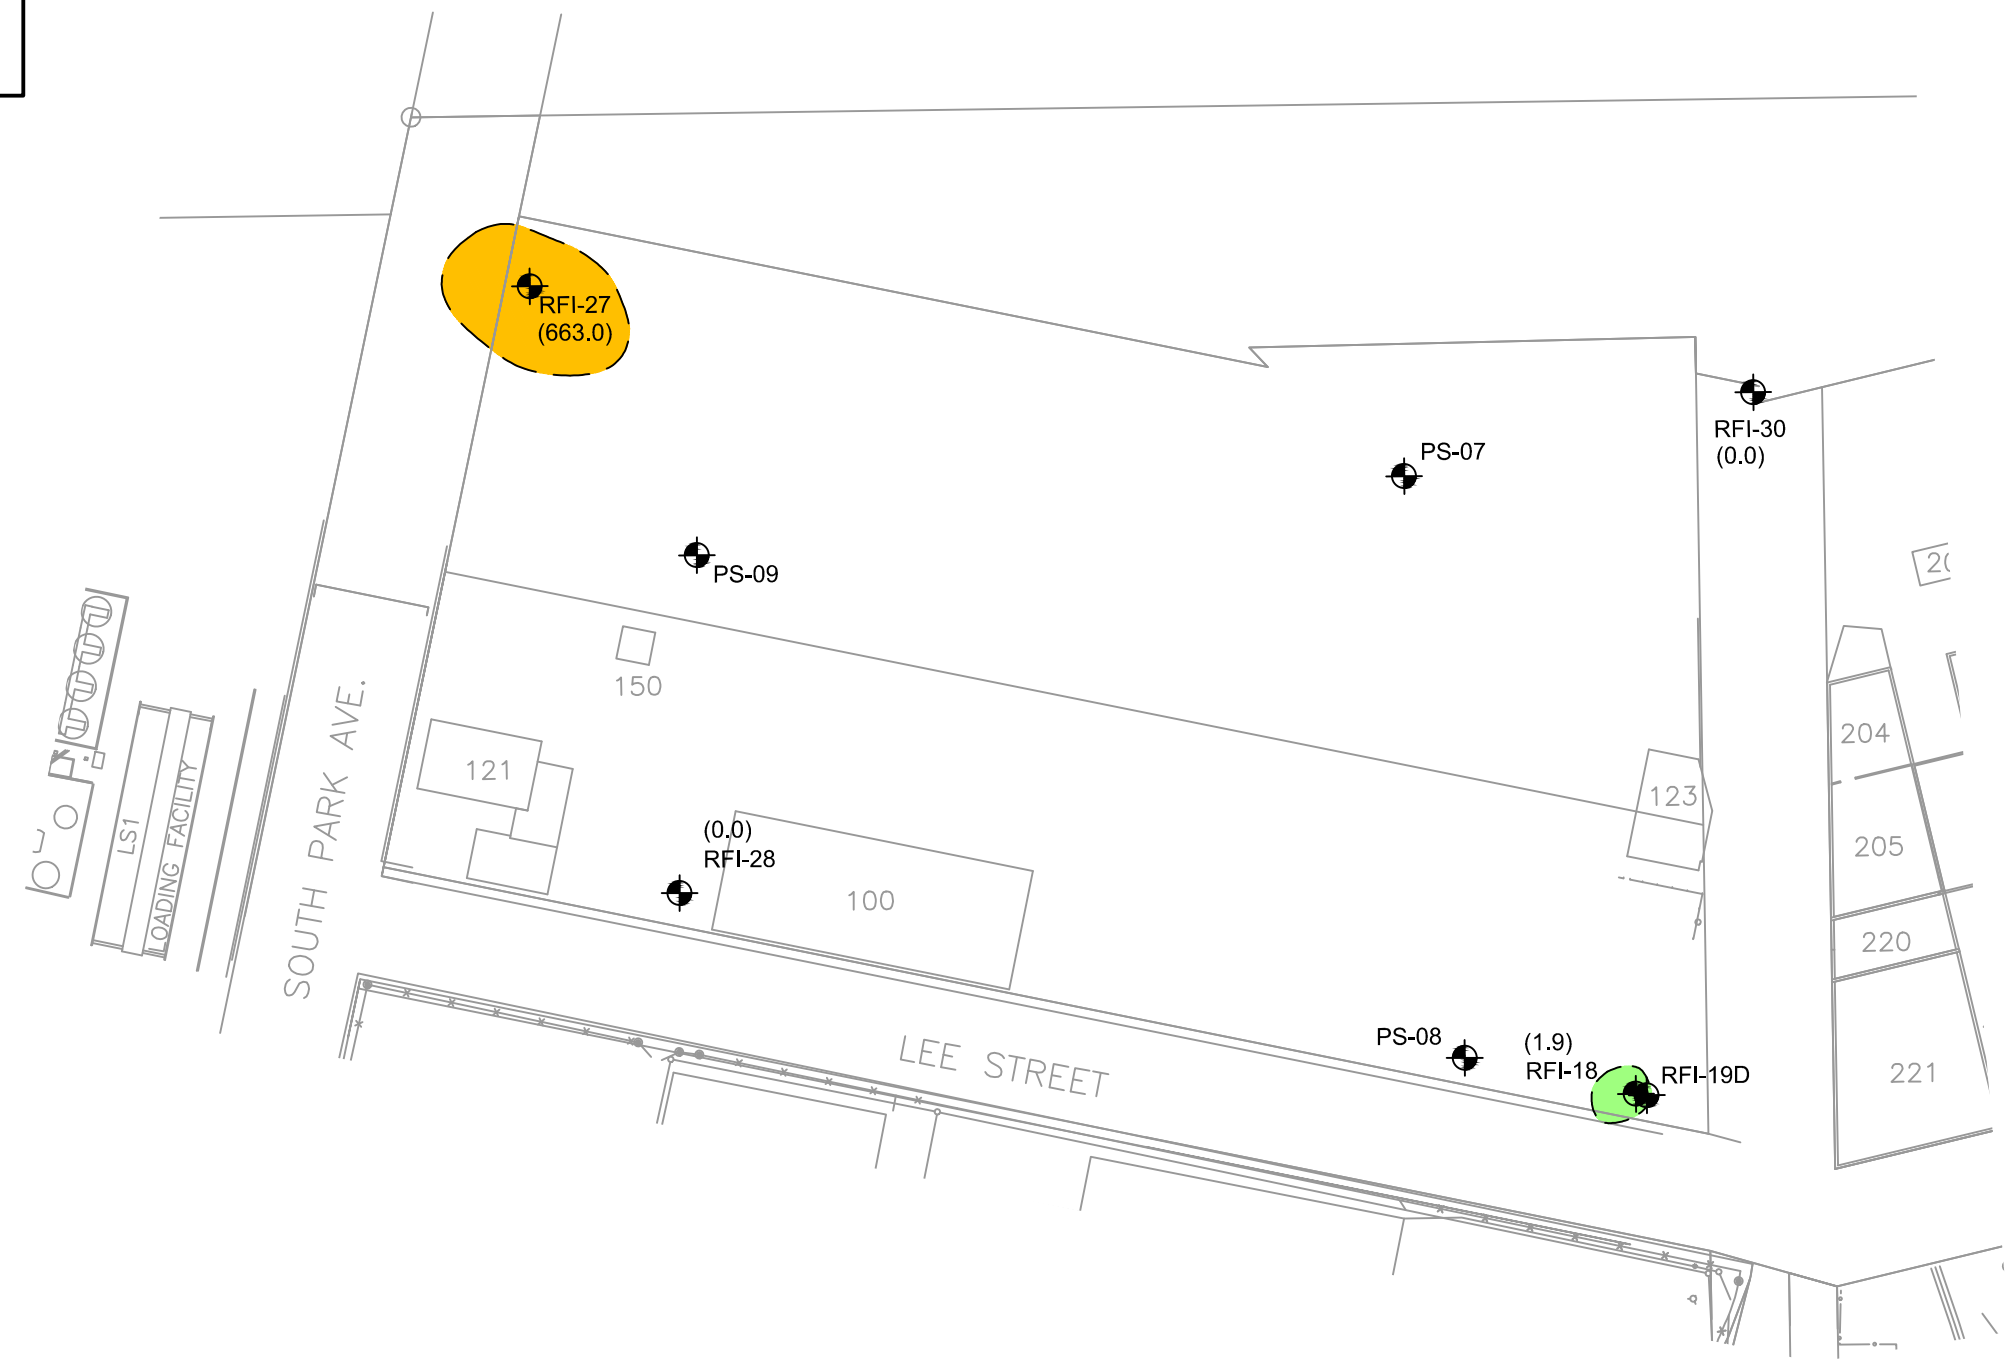 RFI-27
(663.0)
RFI-30
(0.0)
PS-07
PS-09
150
SOUTH PARK AVE.
121
LS1
LOADING FACILITY
(0.0)
RFI-28
100
123
204
205
220
221
LEE STREET
PS-08
(1.9)
RFI-18
RFI-19D